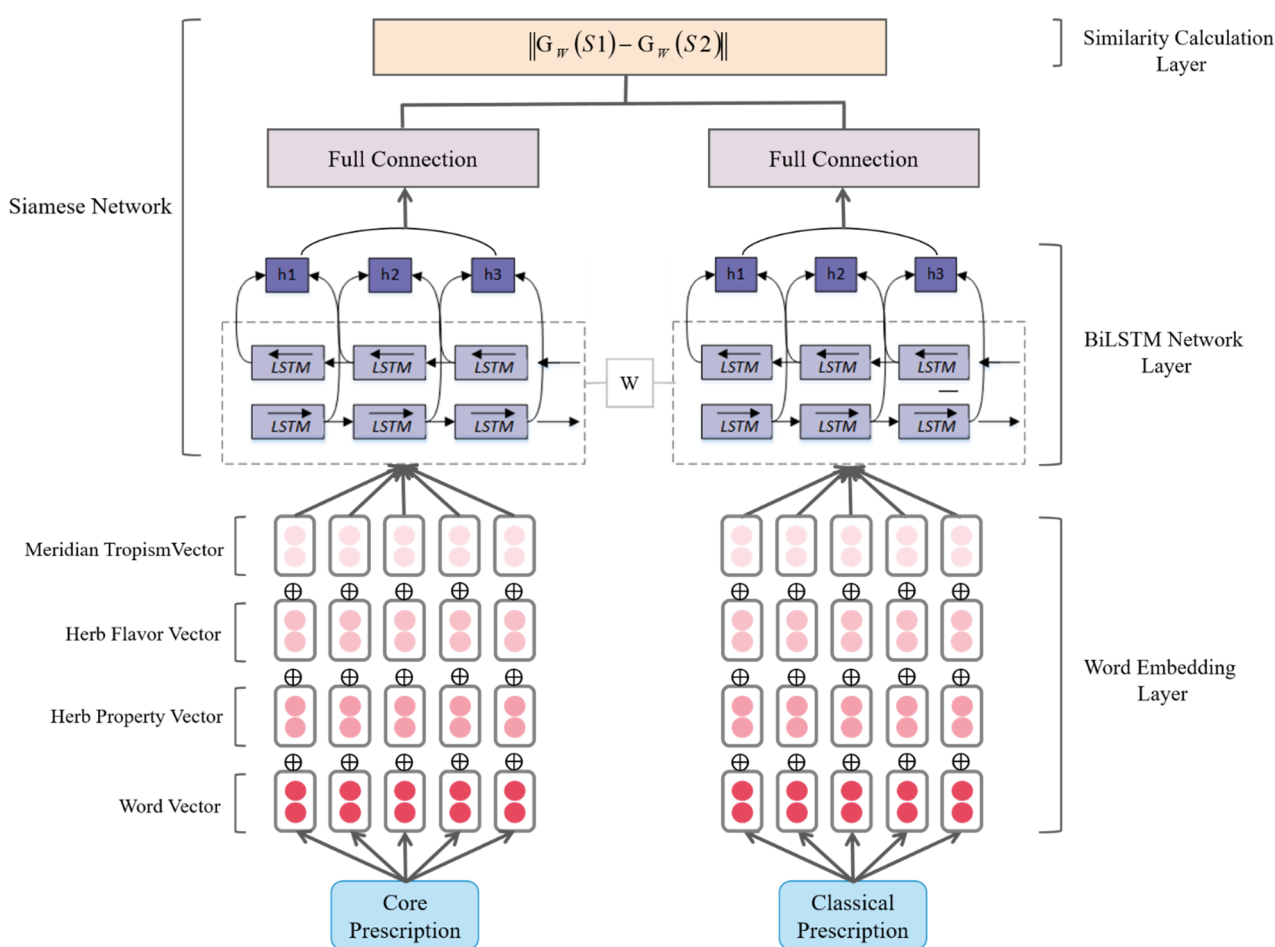 ‖G_W(S1) − G_W(S2)‖
Similarity Calculation
Layer
Full Connection
Full Connection
Siamese Network
h1
h2
h3
h1
h2
h3
BiLSTM Network
Layer
LSTM
LSTM
LSTM
LSTM
LSTM
LSTM
W
LSTM
LSTM
LSTM
LSTM
LSTM
LSTM
Meridian TropismVector
⊕ ⊕ ⊕ ⊕ ⊕
⊕ ⊕ ⊕ ⊕ ⊕
Herb Flavor Vector
⊕ ⊕ ⊕ ⊕ ⊕
⊕ ⊕ ⊕ ⊕ ⊕
Word Embedding
Layer
Herb Property Vector
⊕ ⊕ ⊕ ⊕ ⊕
⊕ ⊕ ⊕ ⊕ ⊕
Word Vector
Core
Prescription
Classical
Prescription